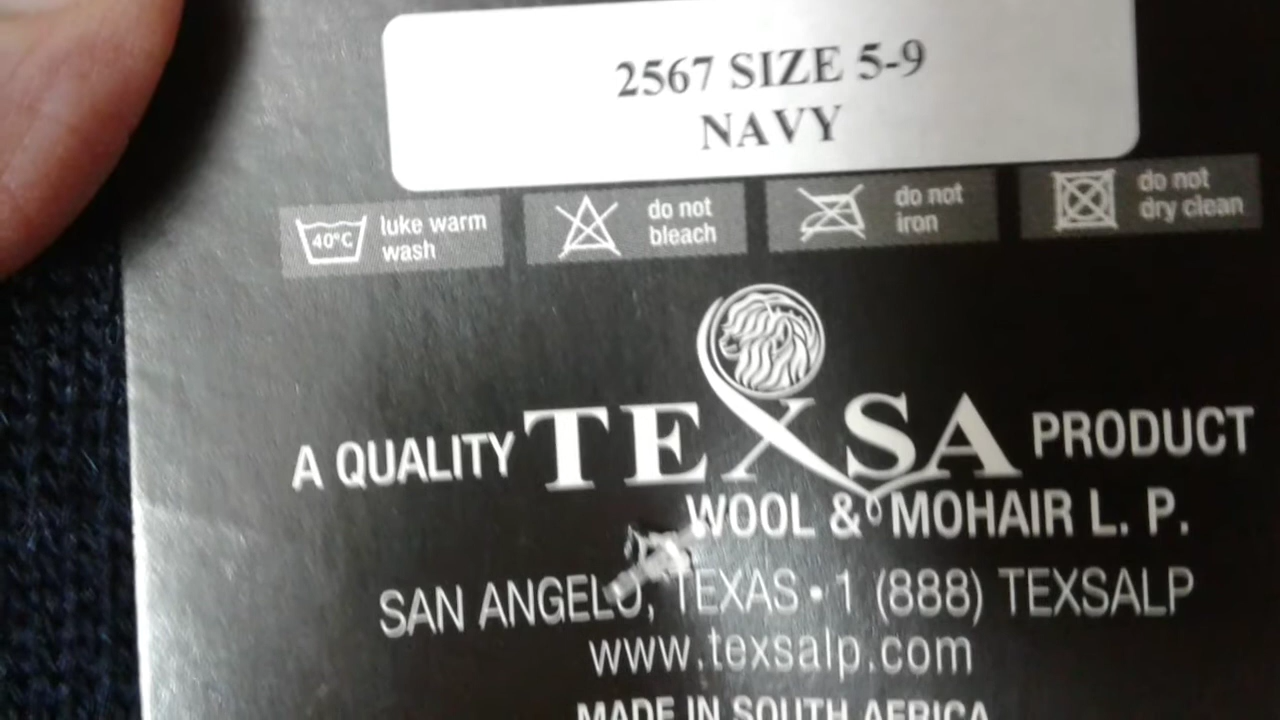 2567 SIZE 5-9
NAVY
40°C luke warm wash
do not bleach
do not iron
do not dry clean
A QUALITY TEXSA PRODUCT
WOOL & MOHAIR L. P.
SAN ANGELO, TEXAS • 1 (888) TEXSALP
www.texsalp.com
MADE IN SOUTH AFRICA